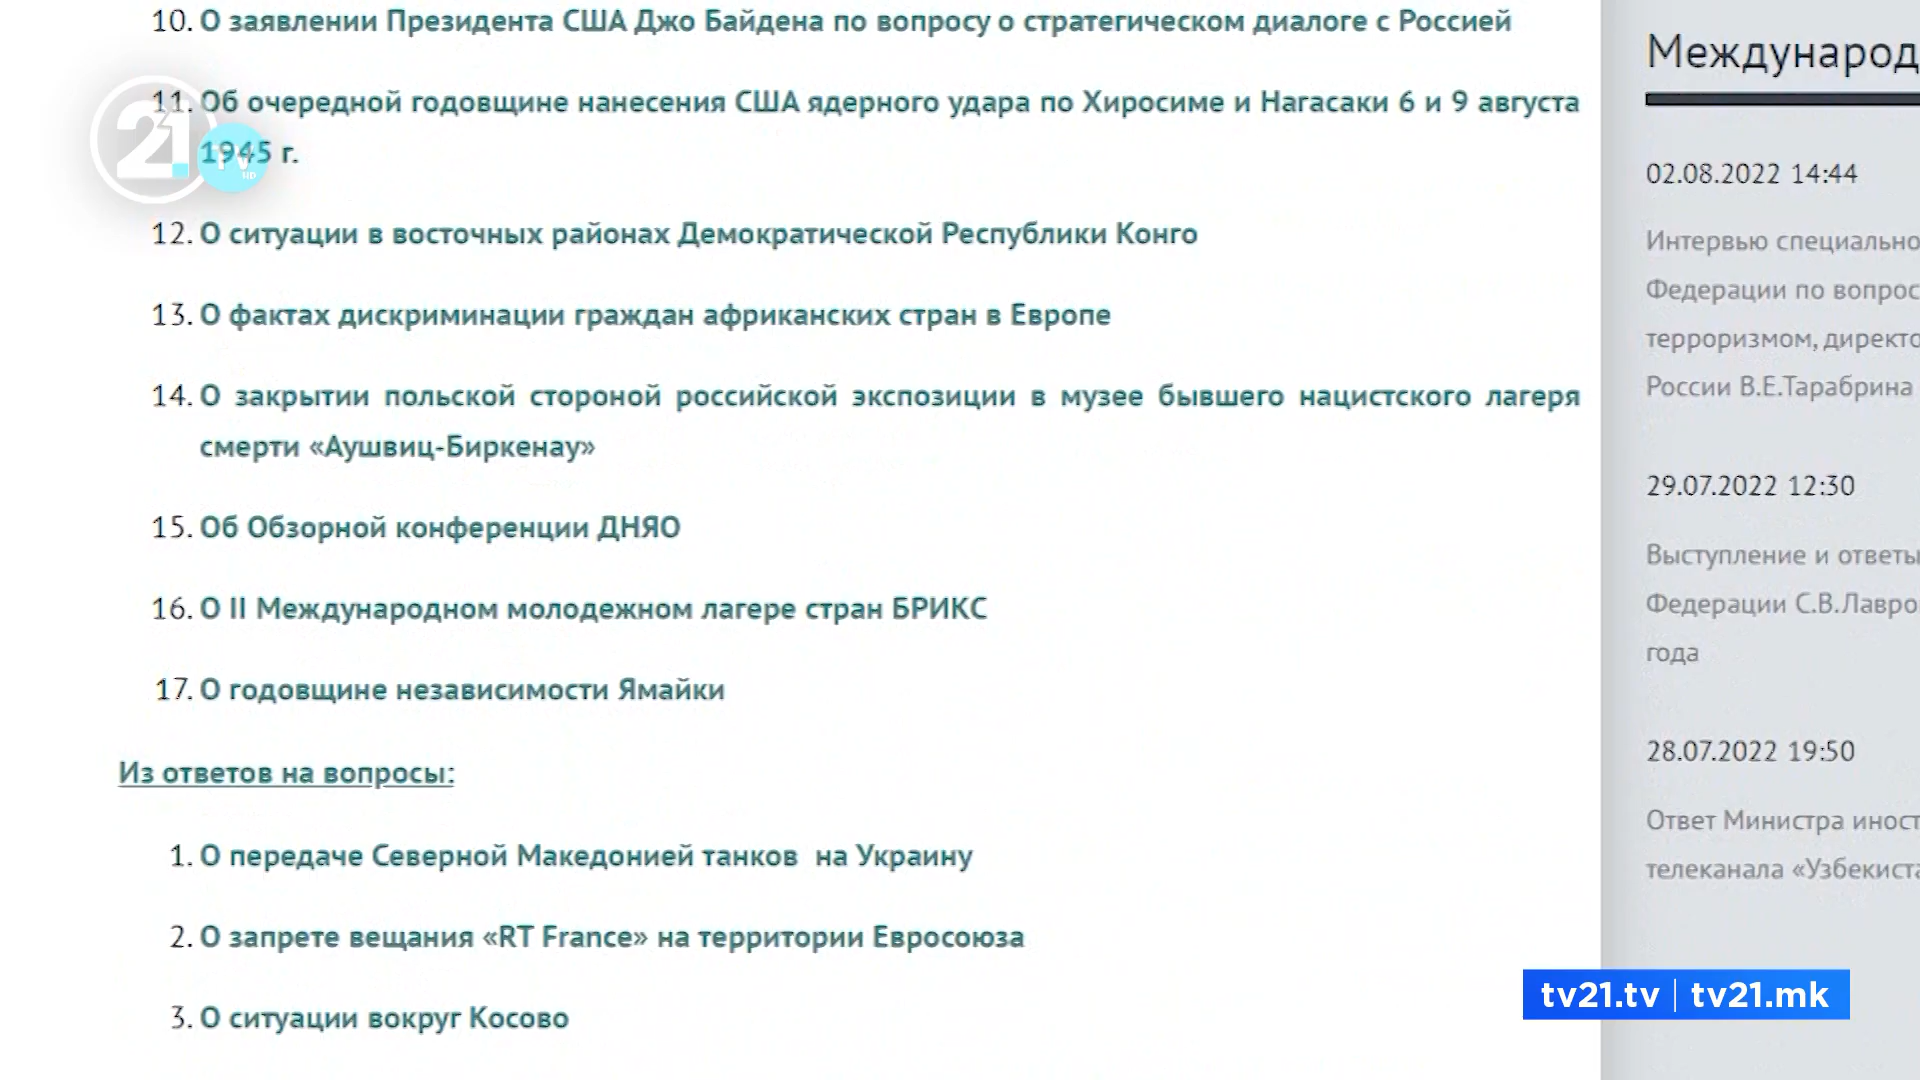 10. О заявлении Президента США Джо Байдена по вопросу о стратегическом диалоге с Россией
11. Об очередной годовщине нанесения США ядерного удара по Хиросиме и Нагасаки 6 и 9 августа
1945 г.
12. О ситуации в восточных районах Демократической Республики Конго
13. О фактах дискриминации граждан африканских стран в Европе
14. О закрытии польской стороной российской экспозиции в музее бывшего нацистского лагеря
смерти «Аушвиц-Биркенау»
15. Об Обзорной конференции ДНЯО
16. О II Международном молодежном лагере стран БРИКС
17. О годовщине независимости Ямайки
Из ответов на вопросы:
1. О передаче Северной Македонией танков на Украину
2. О запрете вещания «RT France» на территории Евросоюза
3. О ситуации вокруг Косово
Международ
02.08.2022 14:44
Интервью специально
Федерации по вопрос
терроризмом, директо
России В.Е.Тарабрина
29.07.2022 12:30
Выступление и ответы
Федерации С.В.Лавро
года
28.07.2022 19:50
Ответ Министра иност
телеканала «Узбекиста
21 TV HD
tv21.tv | tv21.mk